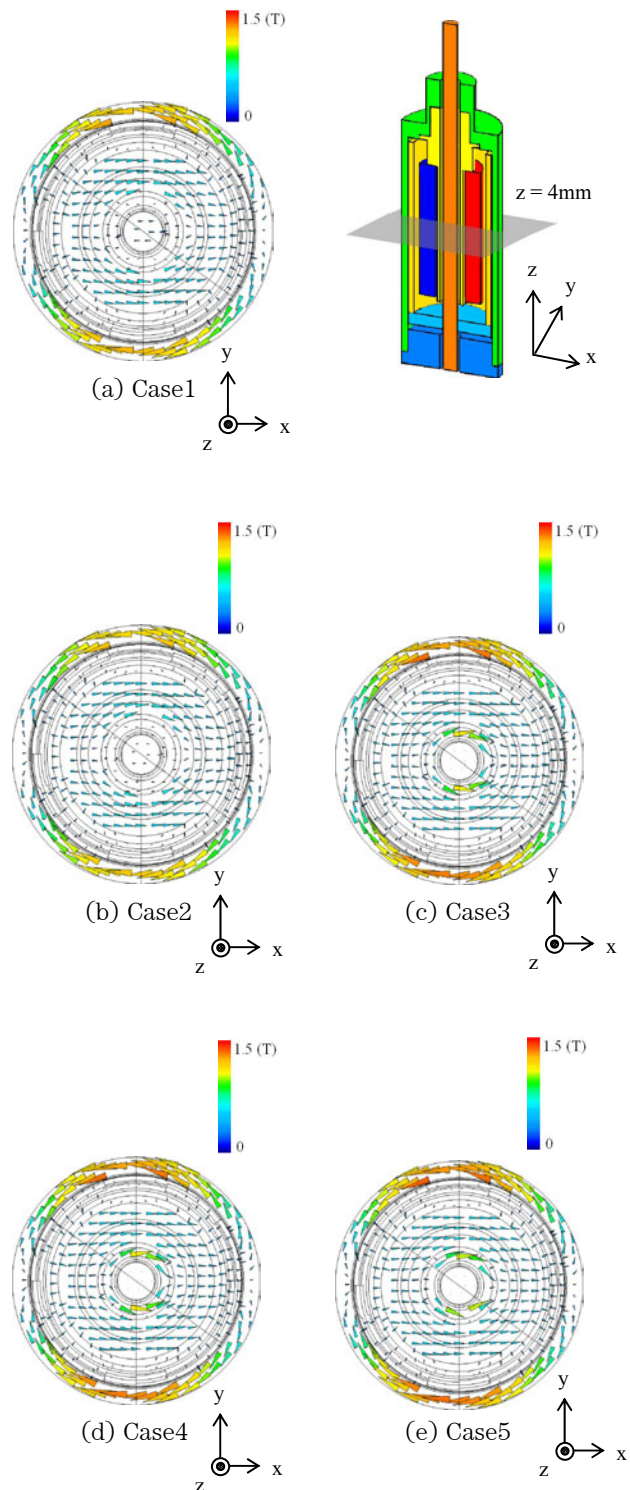 1.5 (T)
0
z = 4mm
z
y
x
y
x
z
(a) Case1
1.5 (T)
0
1.5 (T)
0
y
x
z
(b) Case2
y
x
z
(c) Case3
1.5 (T)
0
1.5 (T)
0
y
x
z
(d) Case4
y
x
z
(e) Case5